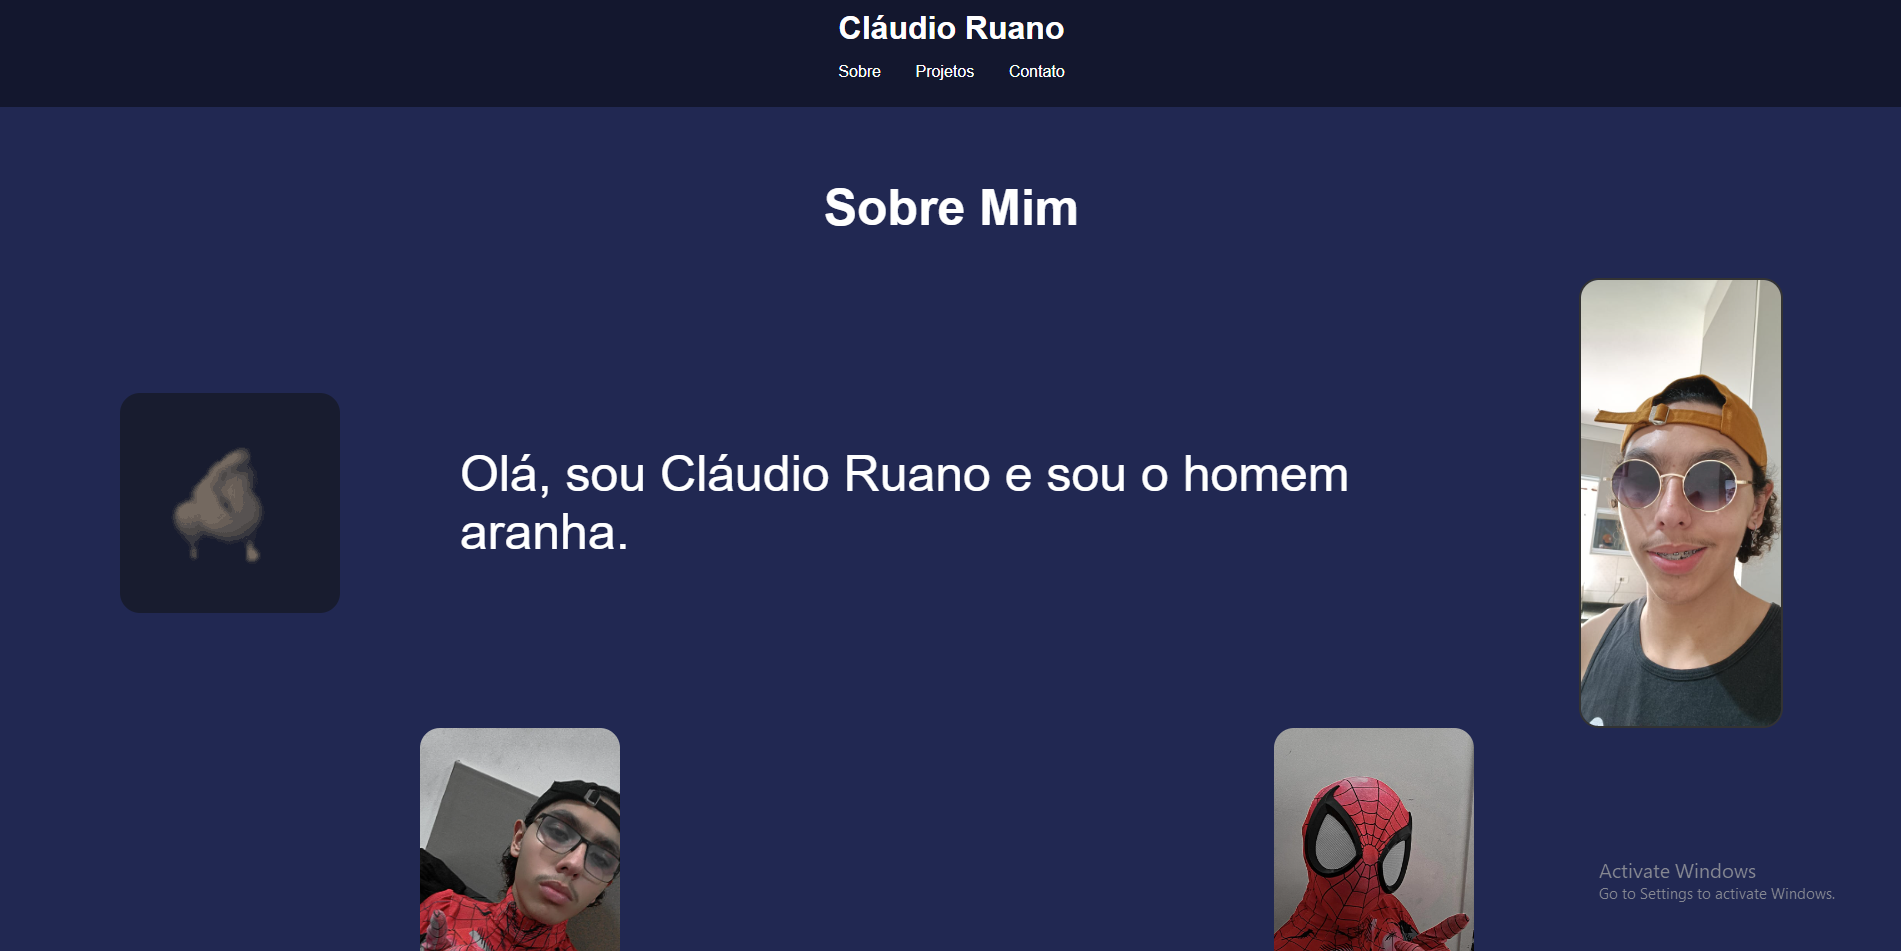 Cláudio Ruano
Sobre Projetos Contato
Sobre Mim
Olá, sou Cláudio Ruano e sou o homem
aranha.
Activate Windows
Go to Settings to activate Windows.